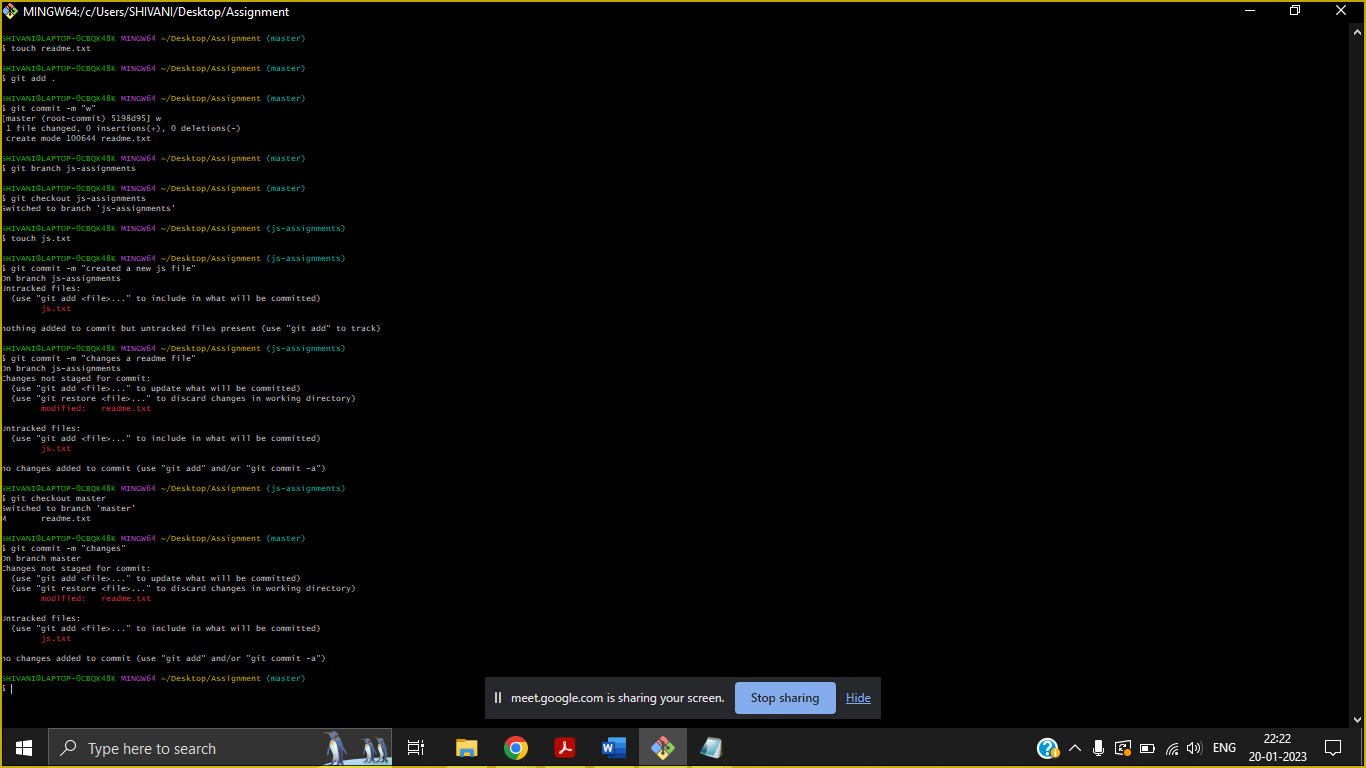 MINGW64:/c/Users/SHIVANI/Desktop/Assignment
SHIVANI@LAPTOP-OCBQK48K MINGW64 ~/Desktop/Assignment (master)
$ touch readme.txt
SHIVANI@LAPTOP-OCBQK48K MINGW64 ~/Desktop/Assignment (master)
$ git add .
SHIVANI@LAPTOP-OCBQK48K MINGW64 ~/Desktop/Assignment (master)
$ git commit -m "w"
[master (root-commit) 5198d95] w
1 file changed, 0 insertions(+), 0 deletions(-)
create mode 100644 readme.txt
SHIVANI@LAPTOP-OCBQK48K MINGW64 ~/Desktop/Assignment (master)
$ git branch js-assignments
SHIVANI@LAPTOP-OCBQK48K MINGW64 ~/Desktop/Assignment (master)
$ git checkout js-assignments
Switched to branch 'js-assignments'
SHIVANI@LAPTOP-OCBQK48K MINGW64 ~/Desktop/Assignment (js-assignments)
$ touch js.txt
SHIVANI@LAPTOP-OCBQK48K MINGW64 ~/Desktop/Assignment (js-assignments)
$ git commit -m "created a new js file"
On branch js-assignments
Untracked files:
(use "git add <file>..." to include in what will be committed)
js.txt
nothing added to commit but untracked files present (use "git add" to track)
SHIVANI@LAPTOP-OCBQK48K MINGW64 ~/Desktop/Assignment (js-assignments)
$ git commit -m "changes a readme file"
On branch js-assignments
Changes not staged for commit:
(use "git add <file>..." to update what will be committed)
(use "git restore <file>..." to discard changes in working directory)
modified: readme.txt
Untracked files:
(use "git add <file>..." to include in what will be committed)
js.txt
no changes added to commit (use "git add" and/or "git commit -a")
SHIVANI@LAPTOP-OCBQK48K MINGW64 ~/Desktop/Assignment (js-assignments)
$ git checkout master
Switched to branch 'master'
M readme.txt
SHIVANI@LAPTOP-OCBQK48K MINGW64 ~/Desktop/Assignment (master)
$ git commit -m "changes"
On branch master
Changes not staged for commit:
(use "git add <file>..." to update what will be committed)
(use "git restore <file>..." to discard changes in working directory)
modified: readme.txt
Untracked files:
(use "git add <file>..." to include in what will be committed)
js.txt
no changes added to commit (use "git add" and/or "git commit -a")
SHIVANI@LAPTOP-OCBQK48K MINGW64 ~/Desktop/Assignment (master)
$
meet.google.com is sharing your screen. Stop sharing Hide
Type here to search
ENG
22:22
20-01-2023